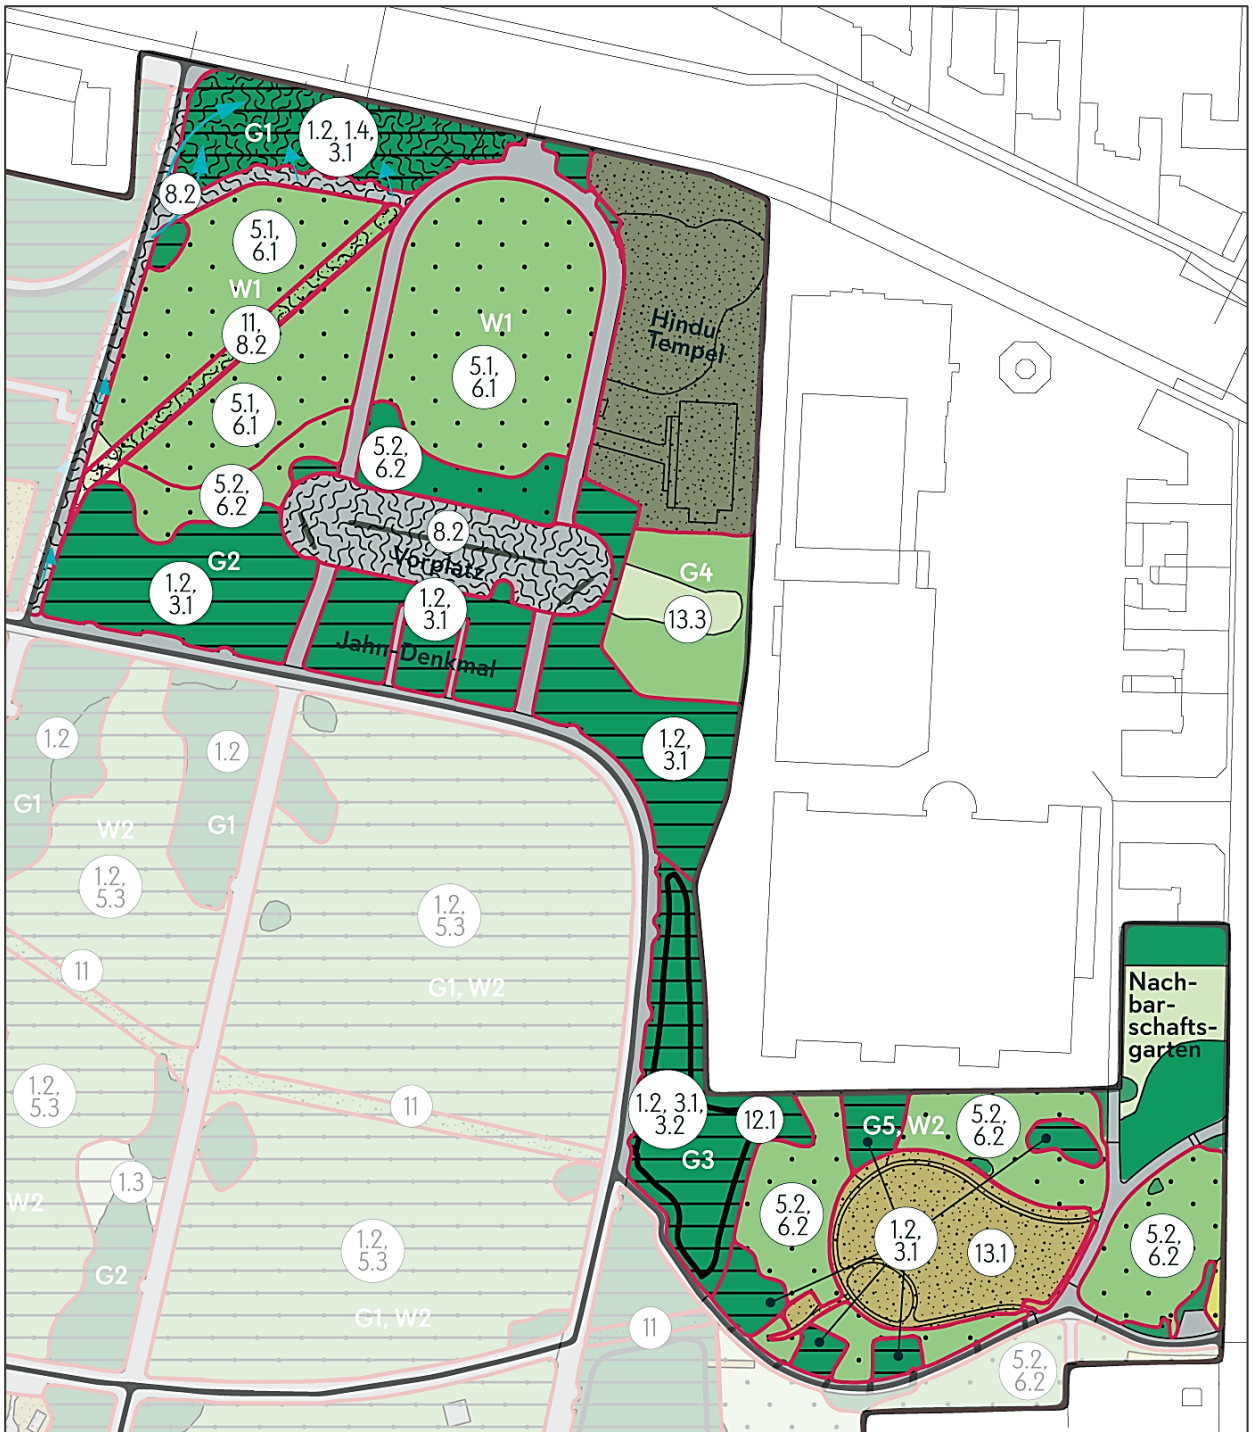 G1
1.2, 1.4,
3.1
8.2
5.1,
6.1
W1
11,
8.2
W1
5.1,
6.1
Hindu
Tempel
5.1,
6.1
5.2,
6.2
5.2,
6.2
8.2
Vorplatz
G2
1.2,
3.1
1.2,
3.1
Jahn-Denkmal
G4
13.3
1.2,
3.1
1.2
1.2
G1
W2
G1
1.2,
5.3
1.2,
5.3
11
G1, W2
Nach-
bar-
schafts-
garten
1.2,
5.3
11
1.2, 3.1,
3.2
12.1
G5, W2
5.2,
6.2
G3
1.3
W2
5.2,
6.2
1.2,
3.1
13.1
5.2,
6.2
1.2,
5.3
G2
G1, W2
11
5.2,
6.2